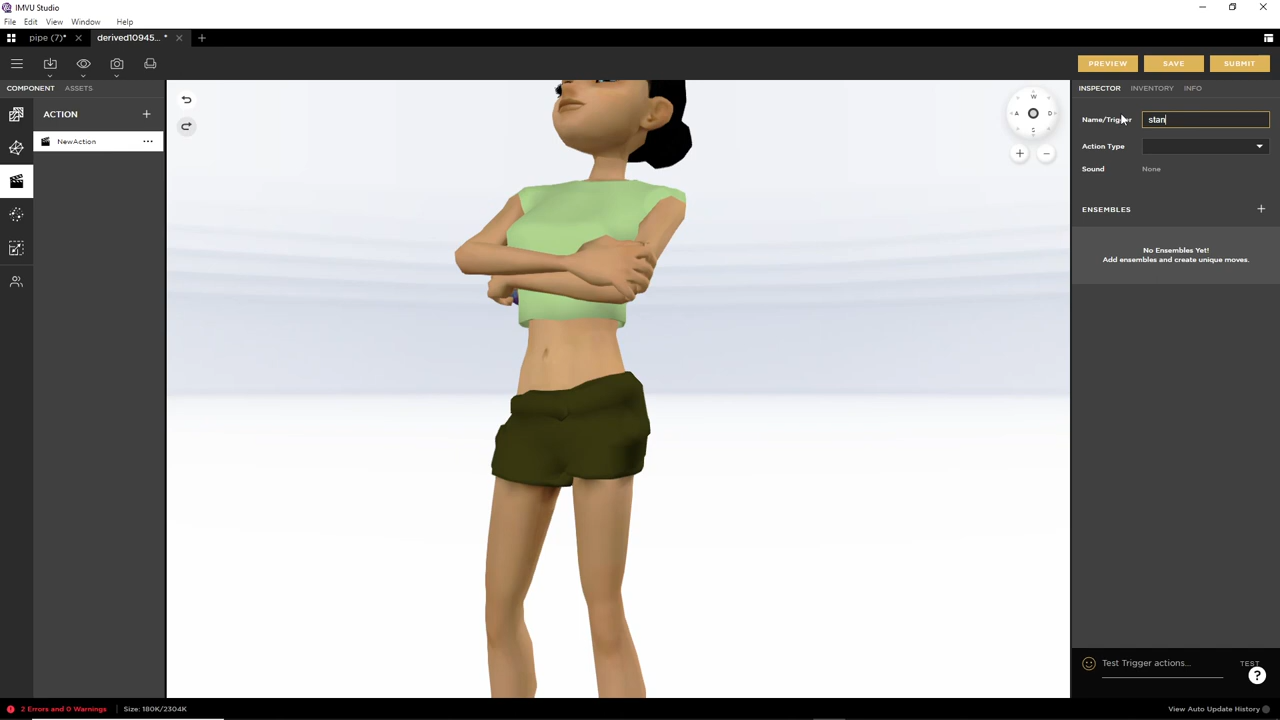 IMVU Studio
File Edit View Window Help
pipe (7)* derived10945... *
PREVIEW SAVE SUBMIT
COMPONENT ASSETS INSPECTOR INVENTORY INFO
ACTION
NewAction
W
A D
S
Name/Trigger stan
Action Type
Sound None
ENSEMBLES
No Ensembles Yet!
Add ensembles and create unique moves.
Test Trigger actions... TEST
?
2 Errors and 0 Warnings Size: 180K/2304K View Auto Update History